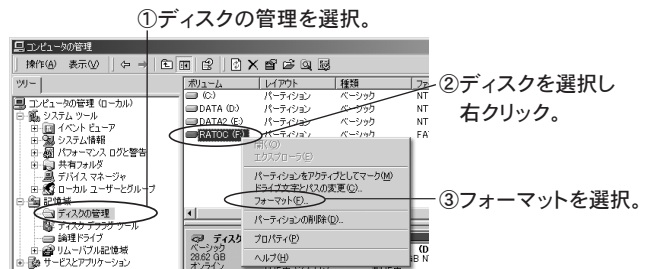 ①ディスクの管理を選択。
コンピュータの管理
操作(A) 表示(V)
ツリー
ボリューム レイアウト 種類 ファ
コンピュータの管理 (ローカル)
システム ツール
イベント ビューア
システム情報
パフォーマンス ログと警告
共有フォルダ
デバイス マネージャ
ローカル ユーザーとグループ
記憶域
ディスクの管理
ディスク デフラグ ツール
論理ドライブ
リムーバブル記憶域
サービスとアプリケーション
(C:) パーティション ベーシック NT
DATA (D:) パーティション ベーシック NT
DATA2 (E:) パーティション ベーシック NT
RATOC (F:) パーティション ベーシック FA
②ディスクを選択し
右クリック。
開く(O)
エクスプローラ(E)
パーティションをアクティブとしてマーク(M)
ドライブ文字とパスの変更(C)...
フォーマット(F)...
パーティションの削除(D)...
プロパティ(P)
ヘルプ(H)
③フォーマットを選択。
ディスク
ベーシック
28.62 GB
オンライン
(D